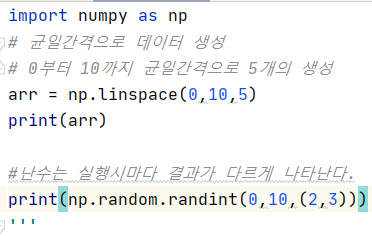 import numpy as np
# 균일간격으로 데이터 생성
# 0부터 10까지 균일간격으로 5개의 생성
arr = np.linspace(0,10,5)
print(arr)
#난수는 실행시마다 결과가 다르게 나타난다.
print(np.random.randint(0,10,(2,3)))
'''